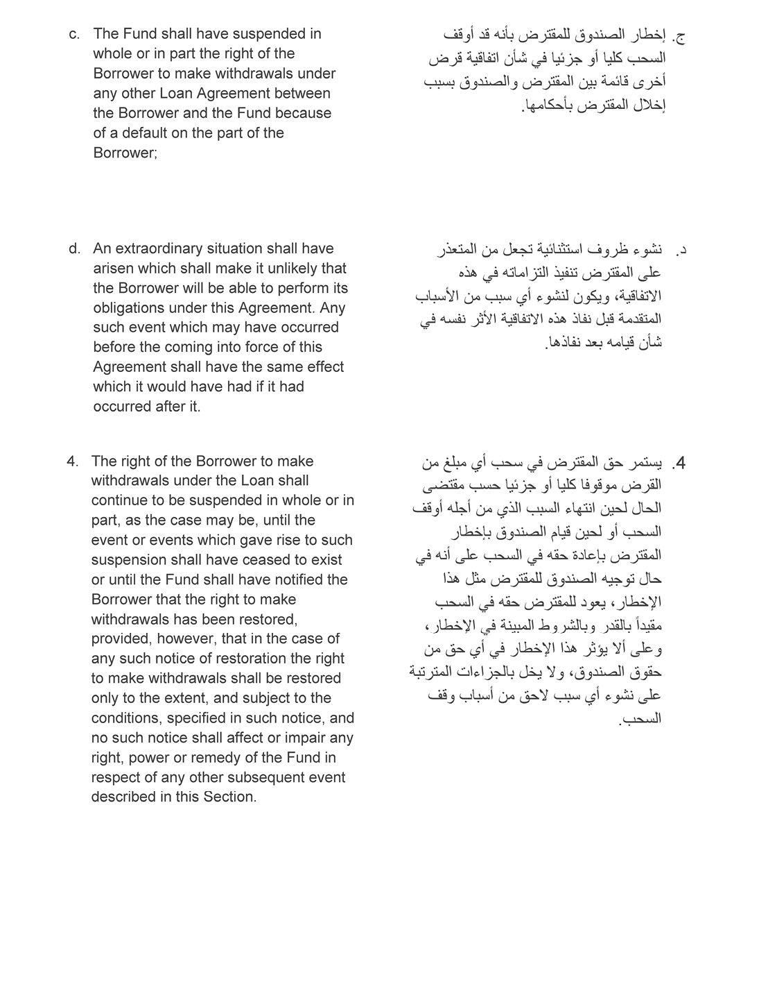 c. The Fund shall have suspended in
whole or in part the right of the
Borrower to make withdrawals under
any other Loan Agreement between
the Borrower and the Fund because
of a default on the part of the
Borrower;
d. An extraordinary situation shall have
arisen which shall make it unlikely that
the Borrower will be able to perform its
obligations under this Agreement. Any
such event which may have occurred
before the coming into force of this
Agreement shall have the same effect
which it would have had if it had
occurred after it.
4. The right of the Borrower to make
withdrawals under the Loan shall
continue to be suspended in whole or in
part, as the case may be, until the
event or events which gave rise to such
suspension shall have ceased to exist
or until the Fund shall have notified the
Borrower that the right to make
withdrawals has been restored,
provided, however, that in the case of
any such notice of restoration the right
to make withdrawals shall be restored
only to the extent, and subject to the
conditions, specified in such notice, and
no such notice shall affect or impair any
right, power or remedy of the Fund in
respect of any other subsequent event
described in this Section.
ج. إخطار الصندوق للمقترض بأنه قد أوقف
السحب كليا أو جزئيا في شأن اتفاقية قرض
أخرى قائمة بين المقترض والصندوق بسبب
إخلال المقترض بأحكامها.
د. نشوء ظروف استثنائية تجعل من المتعذر
على المقترض تنفيذ التزاماته في هذه
الاتفاقية، ويكون لنشوء أي سبب من الأسباب
المتقدمة قبل نفاذ هذه الاتفاقية الأثر نفسه في
شأن قيامه بعد نفاذها.
4. يستمر حق المقترض في سحب أي مبلغ من
القرض موقوفا كليا أو جزئيا حسب مقتضى
الحال لحين انتهاء السبب الذي من أجله أوقف
السحب أو لحين قيام الصندوق بإخطار
المقترض بإعادة حقه في السحب على أنه في
حال توجيه الصندوق للمقترض مثل هذا
الإخطار، يعود للمقترض حقه في السحب
مقيداً بالقدر وبالشروط المبينة في الإخطار،
وعلى ألا يؤثر هذا الإخطار في أي حق من
حقوق الصندوق، ولا يخل بالجزاءات المترتبة
على نشوء أي سبب لاحق من أسباب وقف
السحب.